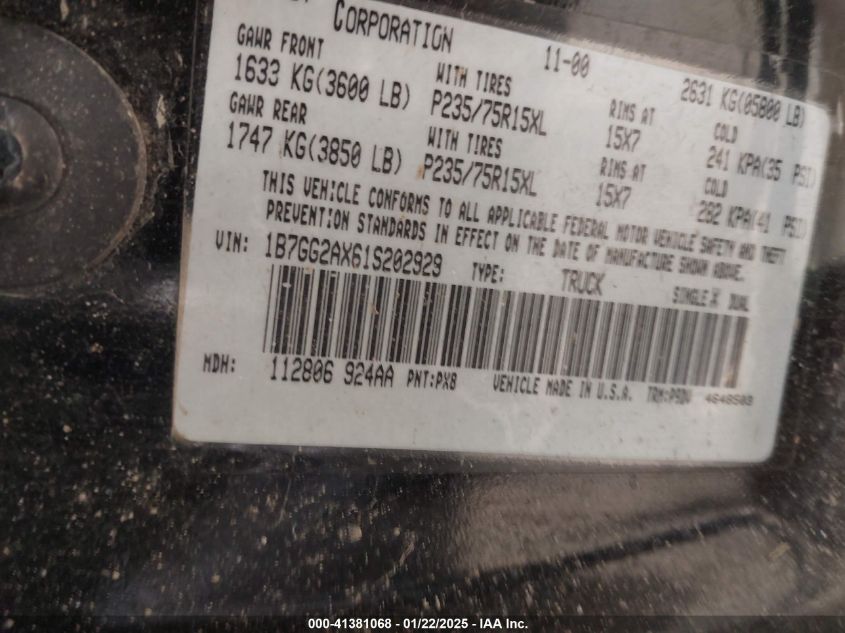 CORPORATION 11-00 2631 KG(05800 LB)
GAWR FRONT WITH TIRES RIMS AT COLD
1633 KG(3600 LB) P235/75R15XL 15X7 241 KPA(35 PSI)
GAWR REAR WITH TIRES RIMS AT COLD
1747 KG(3850 LB) P235/75R15XL 15X7 282 KPA(41 PSI)
THIS VEHICLE CONFORMS TO ALL APPLICABLE FEDERAL MOTOR VEHICLE SAFETY AND THEFT
PREVENTION STANDARDS IN EFFECT ON THE DATE OF MANUFACTURE SHOWN ABOVE.
VIN: 1B7GG2AX61S202929 TYPE: TRUCK SINGLE X DUAL
MDH: 112806 924AA PNT:PX8 VEHICLE MADE IN U.S.A. TRM:P9DV 4648503
000-41381068 - 01/22/2025 - IAA Inc.